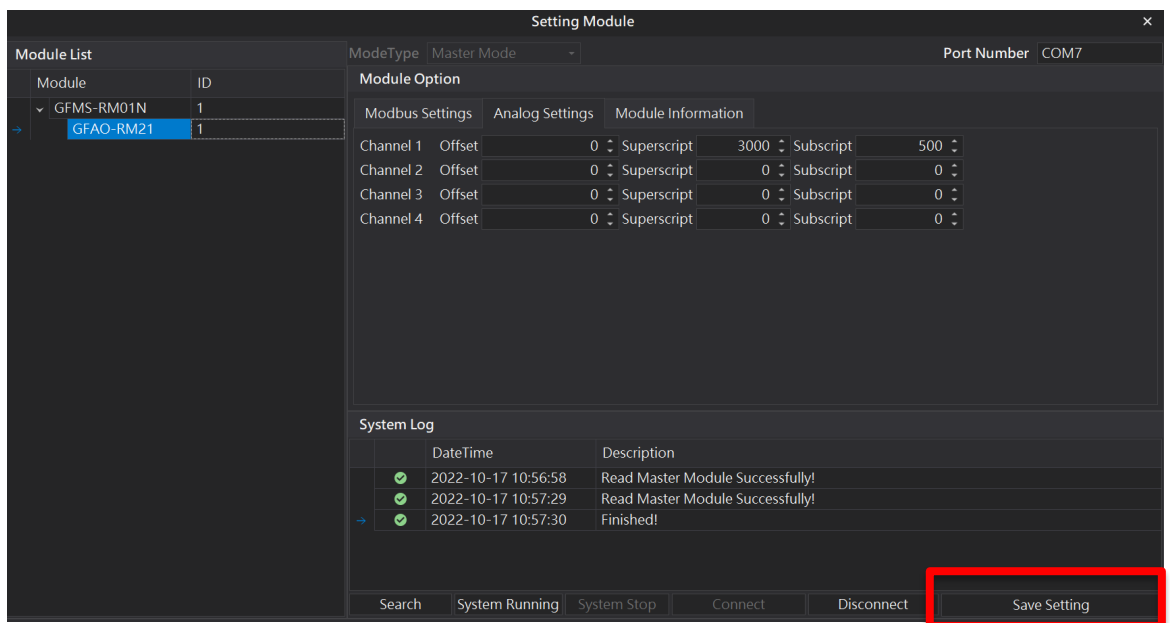 Setting Module ×
Module List
ModeType Master Mode Port Number COM7
Module ID
GFMS-RM01N 1
GFAO-RM21 1
Module Option
Modbus Settings Analog Settings Module Information
Channel 1 Offset 0 Superscript 3000 Subscript 500
Channel 2 Offset 0 Superscript 0 Subscript 0
Channel 3 Offset 0 Superscript 0 Subscript 0
Channel 4 Offset 0 Superscript 0 Subscript 0
System Log
DateTime Description
2022-10-17 10:56:58 Read Master Module Successfully!
2022-10-17 10:57:29 Read Master Module Successfully!
2022-10-17 10:57:30 Finished!
Search System Running System Stop Connect Disconnect Save Setting